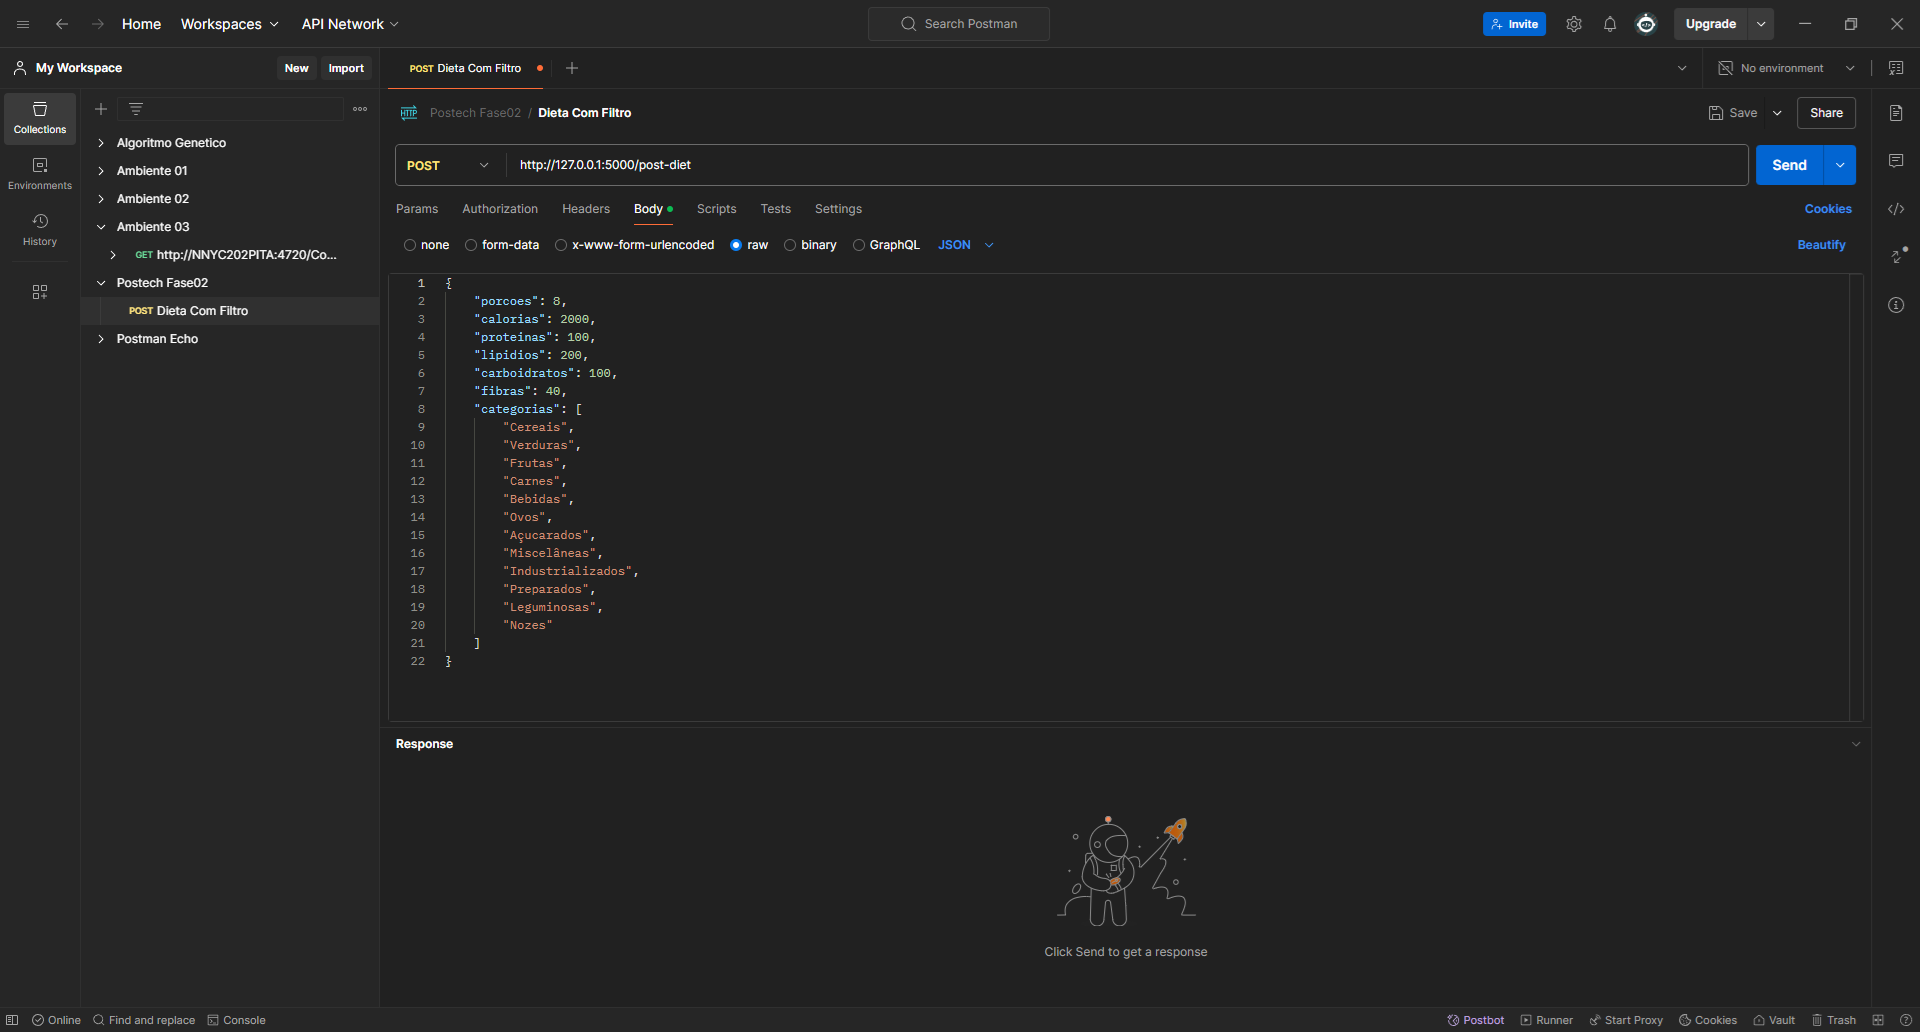 Home Workspaces API Network Search Postman Invite Upgrade
My Workspace New Import POST Dieta Com Filtro No environment
Collections
Environments
History
Algoritmo Genetico
Ambiente 01
Ambiente 02
Ambiente 03
GET http://NNYC202PITA:4720/Co...
Postech Fase02
POST Dieta Com Filtro
Postman Echo
HTTP Postech Fase02 / Dieta Com Filtro Save Share
POST http://127.0.0.1:5000/post-diet Send
Params Authorization Headers Body Scripts Tests Settings Cookies
none form-data x-www-form-urlencoded raw binary GraphQL JSON Beautify
1 {
2 "porcoes": 8,
3 "calorias": 2000,
4 "proteinas": 100,
5 "lipidios": 200,
6 "carboidratos": 100,
7 "fibras": 40,
8 "categorias": [
9 "Cereais",
10 "Verduras",
11 "Frutas",
12 "Carnes",
13 "Bebidas",
14 "Ovos",
15 "Açucarados",
16 "Miscelâneas",
17 "Industrializados",
18 "Preparados",
19 "Leguminosas",
20 "Nozes"
21 ]
22 }
Response
Click Send to get a response
Online Find and replace Console Postbot Runner Start Proxy Cookies Vault Trash